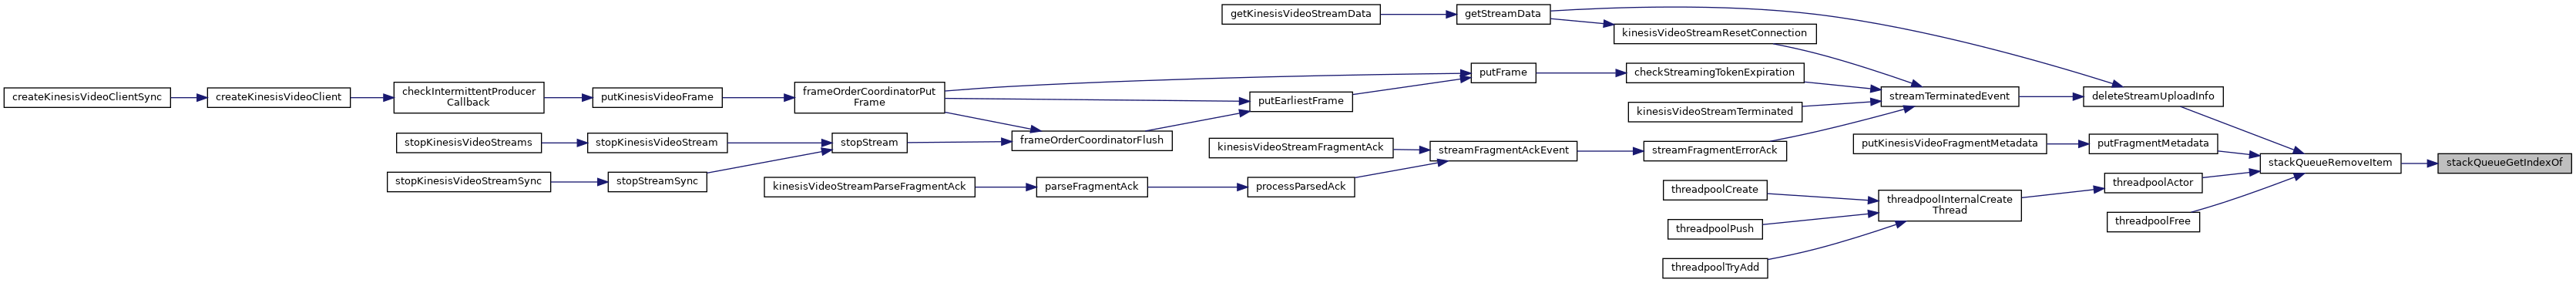 getKinesisVideoStreamData
getStreamData
kinesisVideoStreamResetConnection
putFrame
checkStreamingTokenExpiration
createKinesisVideoClientSync
createKinesisVideoClient
checkIntermittentProducer
Callback
putKinesisVideoFrame
frameOrderCoordinatorPut
Frame
putEarliestFrame
streamTerminatedEvent
deleteStreamUploadInfo
kinesisVideoStreamTerminated
stopKinesisVideoStreams
stopKinesisVideoStream
stopStream
frameOrderCoordinatorFlush
kinesisVideoStreamFragmentAck
streamFragmentAckEvent
streamFragmentErrorAck
putKinesisVideoFragmentMetadata
putFragmentMetadata
stackQueueRemoveItem
stackQueueGetIndexOf
stopKinesisVideoStreamSync
stopStreamSync
kinesisVideoStreamParseFragmentAck
parseFragmentAck
processParsedAck
threadpoolCreate
threadpoolInternalCreate
Thread
threadpoolActor
threadpoolPush
threadpoolFree
threadpoolTryAdd